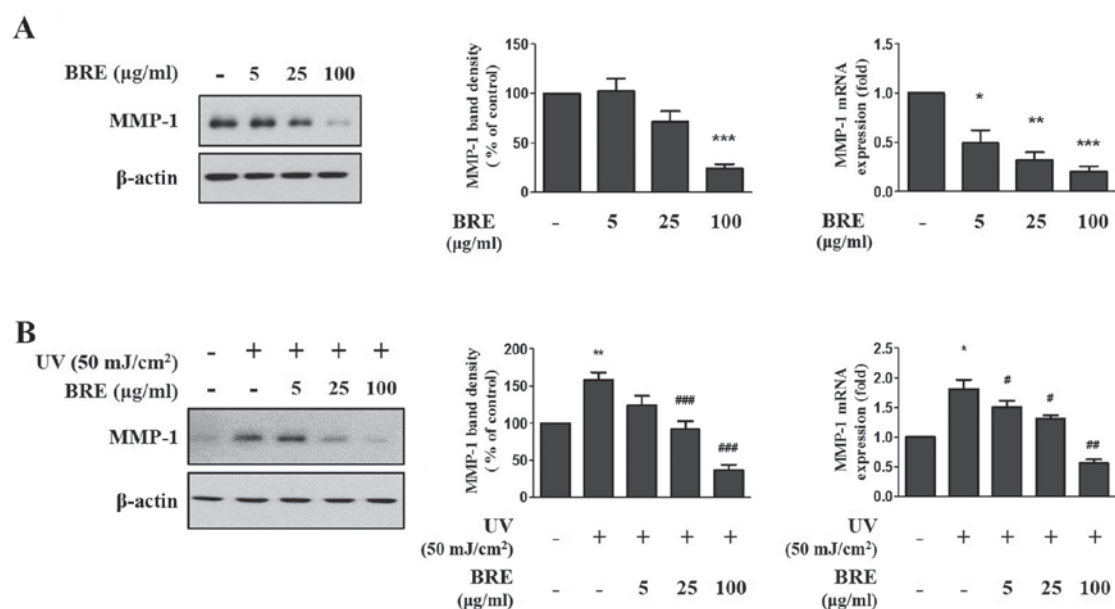 A
BRE (μg/ml) - 5 25 100
MMP-1
β-actin
MMP-1 band density
( % of control)
150
100
50
0
***
BRE - 5 25 100
(μg/ml)
MMP-1 mRNA
expression (fold)
1.5
1.0
0.5
0.0
* ** ***
BRE - 5 25 100
(μg/ml)
B
UV (50 mJ/cm²) - + + + +
BRE (μg/ml) - - 5 25 100
MMP-1
β-actin
MMP-1 band density
( % of control)
200
150
100
50
0
** ### ###
UV - + + + +
(50 mJ/cm²)
BRE - - 5 25 100
(μg/ml)
MMP-1 mRNA
expression (fold)
2.5
2.0
1.5
1.0
0.5
0.0
* # # ##
UV - + + + +
(50 mJ/cm²)
BRE - - 5 25 100
(μg/ml)